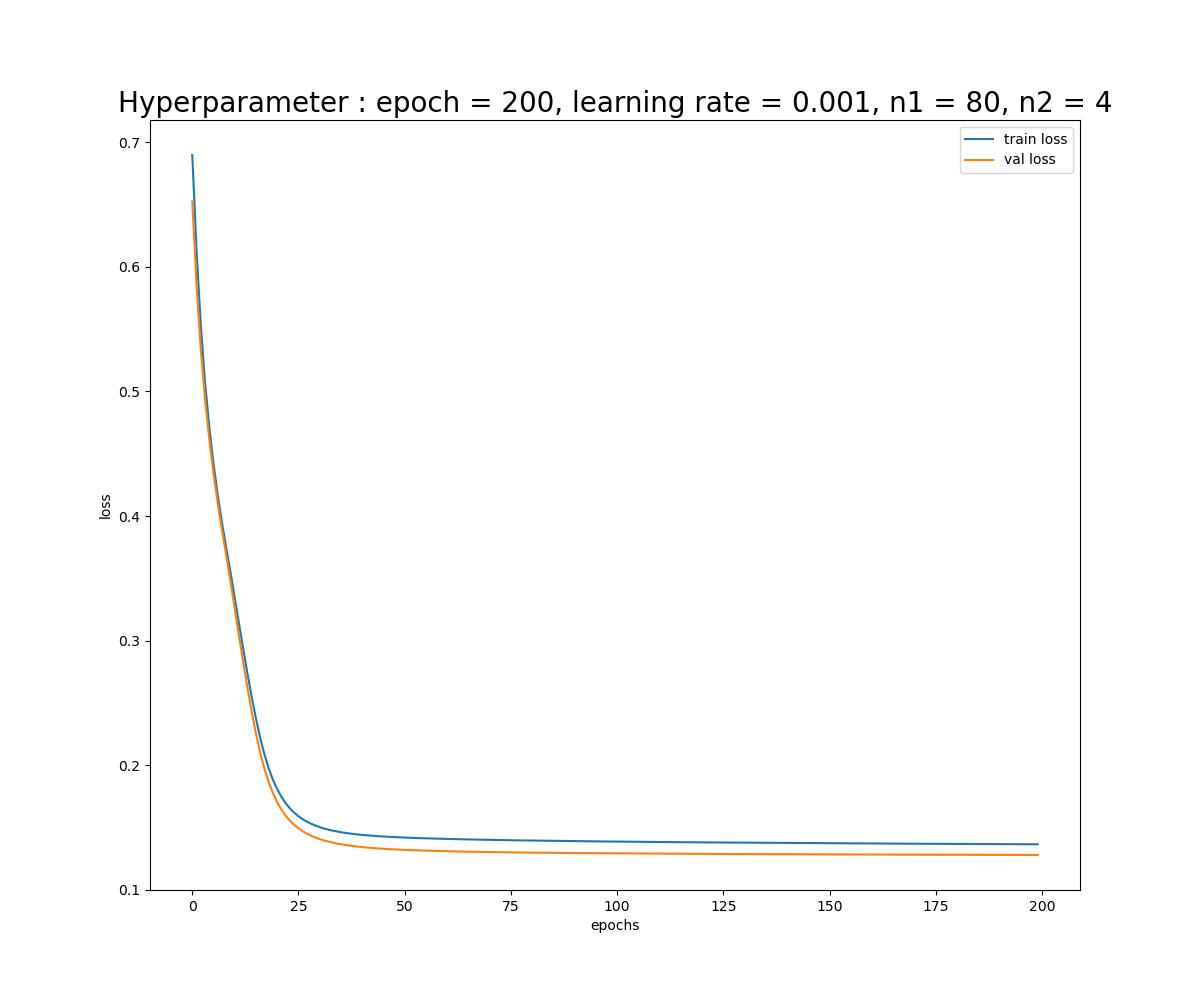 Hyperparameter : epoch = 200, learning rate = 0.001, n1 = 80, n2 = 4
train loss
val loss
0.7
0.6
0.5
0.4
0.3
0.2
0.1
loss
0 25 50 75 100 125 150 175 200
epochs